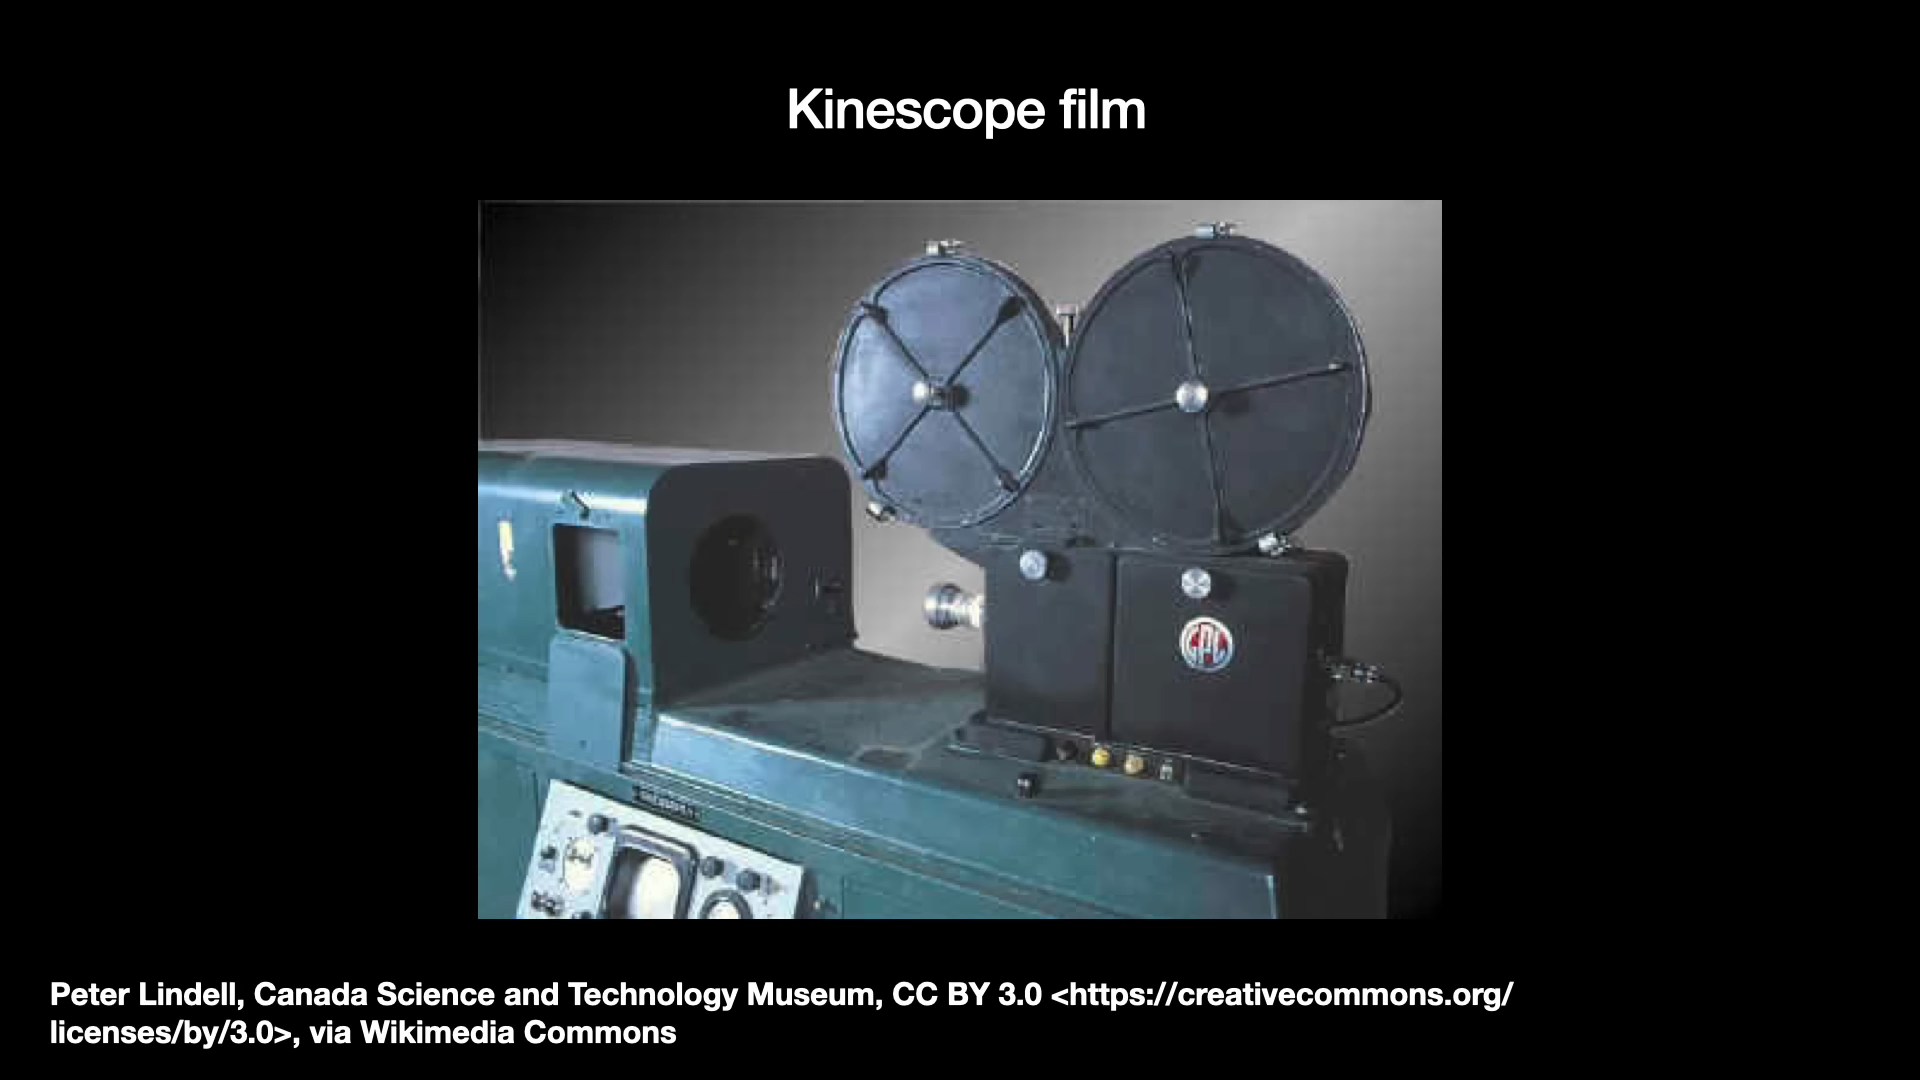 Kinescope film
GPL
Peter Lindell, Canada Science and Technology Museum, CC BY 3.0 <https://creativecommons.org/
licenses/by/3.0>, via Wikimedia Commons